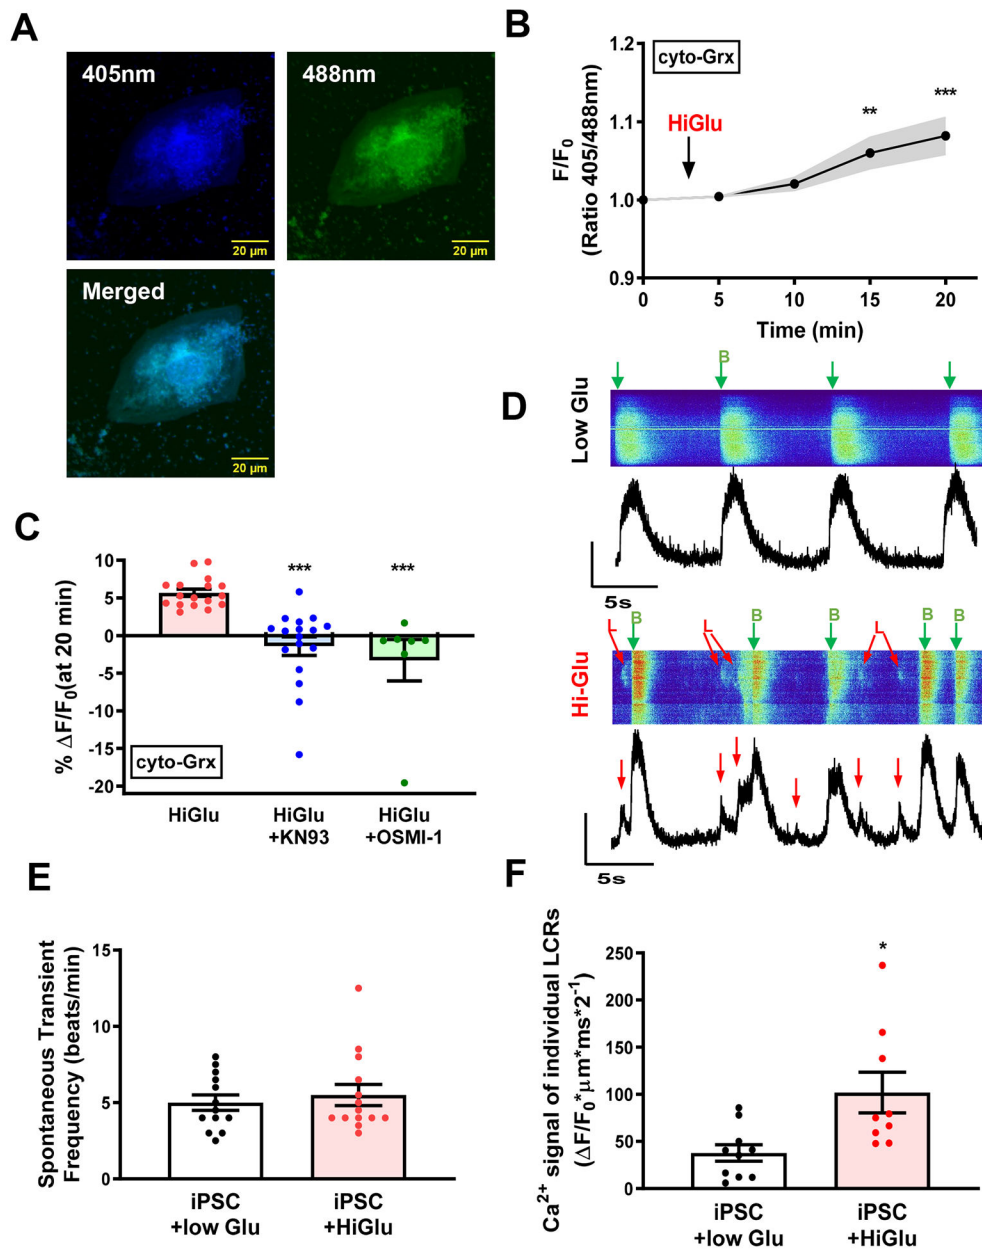 A
405nm
20 µm
488nm
20 µm
Merged
20 µm
B
F/F0
(Ratio 405/488nm)
1.2
1.1
1.0
0.9
cyto-Grx
HiGlu
**
***
0
5
10
15
20
Time (min)
C
% ΔF/F0(at 20 min)
10
5
0
-5
-10
-15
-20
***
***
cyto-Grx
HiGlu
HiGlu
+KN93
HiGlu
+OSMI-1
D
Low Glu
B
5s
Hi-Glu
L
B
L
B
B
L
B
B
5s
E
Spontaneous Transient
Frequency (beats/min)
15
10
5
0
iPSC
+low Glu
iPSC
+HiGlu
F
Ca2+ signal of individual LCRs
(ΔF/F0*µm*ms*2-1)
250
200
150
100
50
0
*
iPSC
+low Glu
iPSC
+HiGlu